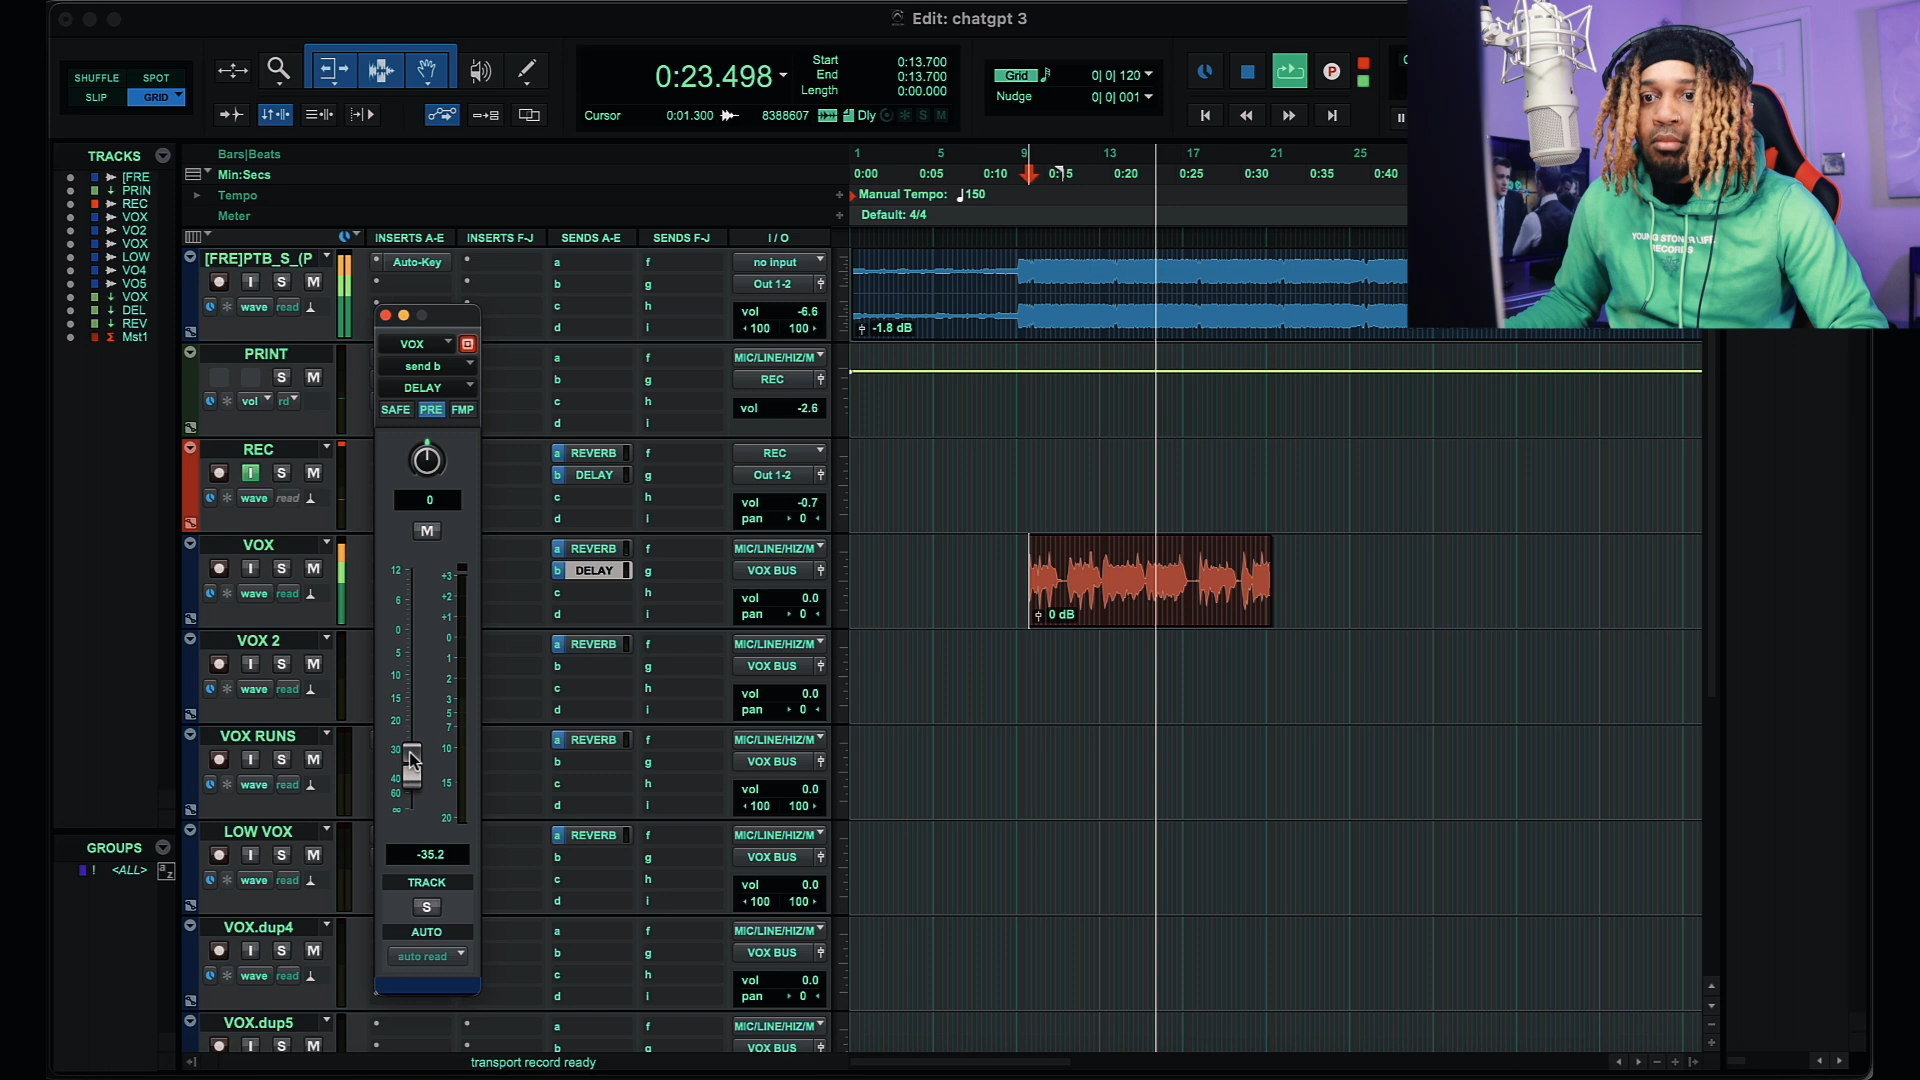 Edit: chatgpt 3
SHUFFLE SPOT
SLIP GRID
0:23.498
Start 0:13.700
End 0:13.700
Length 0:00.000
Cursor 0:01.300 8388607 Dly S M
Grid 0| 0| 120
Nudge 0| 0| 001
P
TRACKS
[FRE
PRIN
REC
VOX
VO2
VOX
LOW
VO4
VO5
VOX
DEL
REV
Mst1
GROUPS
! <ALL> a z
Bars|Beats 1 5 9 13 17 21 25
Min:Secs 0:00 0:05 0:10 0:15 0:20 0:25 0:30 0:35 0:40
Tempo Manual Tempo: 150
Meter Default: 4/4
INSERTS A-E INSERTS F-J SENDS A-E SENDS F-J I / O
[FRE]PTB_S_(P Auto-Key a f no input
I S M b g Out 1-2
wave read c h vol -6.6
d i 100 100
-1.8 dB
PRINT a f MIC/LINE/HIZ/M
S M b g REC
vol rd c h vol -2.6
d i
REC a REVERB f REC
I S M b DELAY g Out 1-2
wave read c h vol -0.7
d i pan 0
VOX a REVERB f MIC/LINE/HIZ/M
I S M b DELAY g VOX BUS
wave read c h vol 0.0
d i pan 0
0 dB
VOX 2 a REVERB f MIC/LINE/HIZ/M
I S M b g VOX BUS
wave read c h vol 0.0
d i pan 0
VOX RUNS a REVERB f MIC/LINE/HIZ/M
I S M b g VOX BUS
wave read c h vol 0.0
d i 100 100
LOW VOX a REVERB f MIC/LINE/HIZ/M
I S M b g VOX BUS
wave read c h vol 0.0
d i 100 100
VOX.dup4 a f MIC/LINE/HIZ/M
I S M b g VOX BUS
wave read c h vol 0.0
d i pan 0
VOX.dup5 a f MIC/LINE/HIZ/M
I S M b g VOX BUS
VOX
send b
DELAY
SAFE PRE FMP
0
M
12 +3
6 +2
+1
0 0
5 1
10 2
15 3
5
20 7
30 10
40 15
60
∞ 20
-35.2
TRACK
S
AUTO
auto read
transport record ready
RECORDS